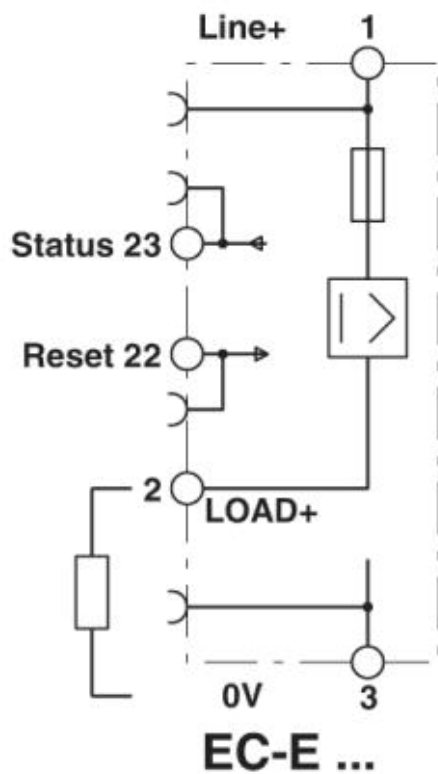 Line+ 1
Status 23
Reset 22
2 LOAD+
0V 3
EC-E ...